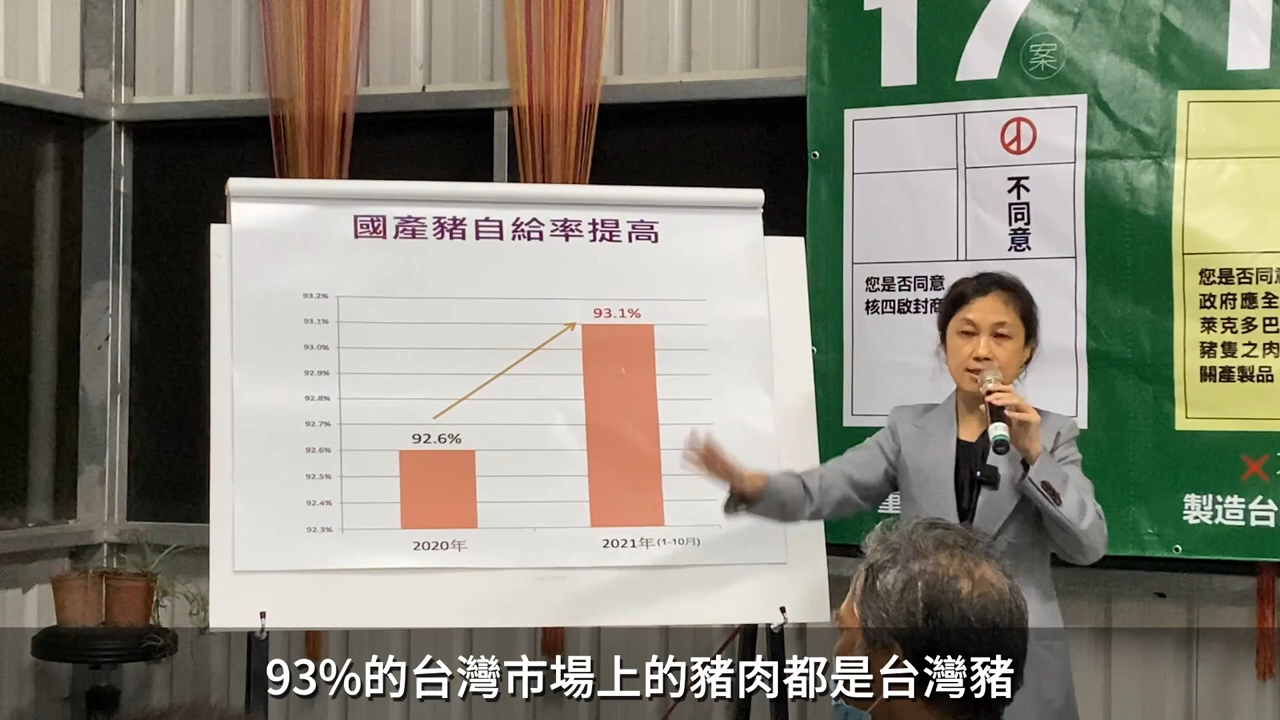 國產豬自給率提高
93.2%
93.1%
93.0%
92.9%
92.8%
92.7%
92.6%
92.5%
92.4%
92.3%
92.6%
93.1%
2020年
2021年(1-10月)
17案
不同意
您是否同意
核四啟封商
您是否同意
政府應全
萊克多巴
豬隻之肉
關產製品
製造台
93%的台灣市場上的豬肉都是台灣豬